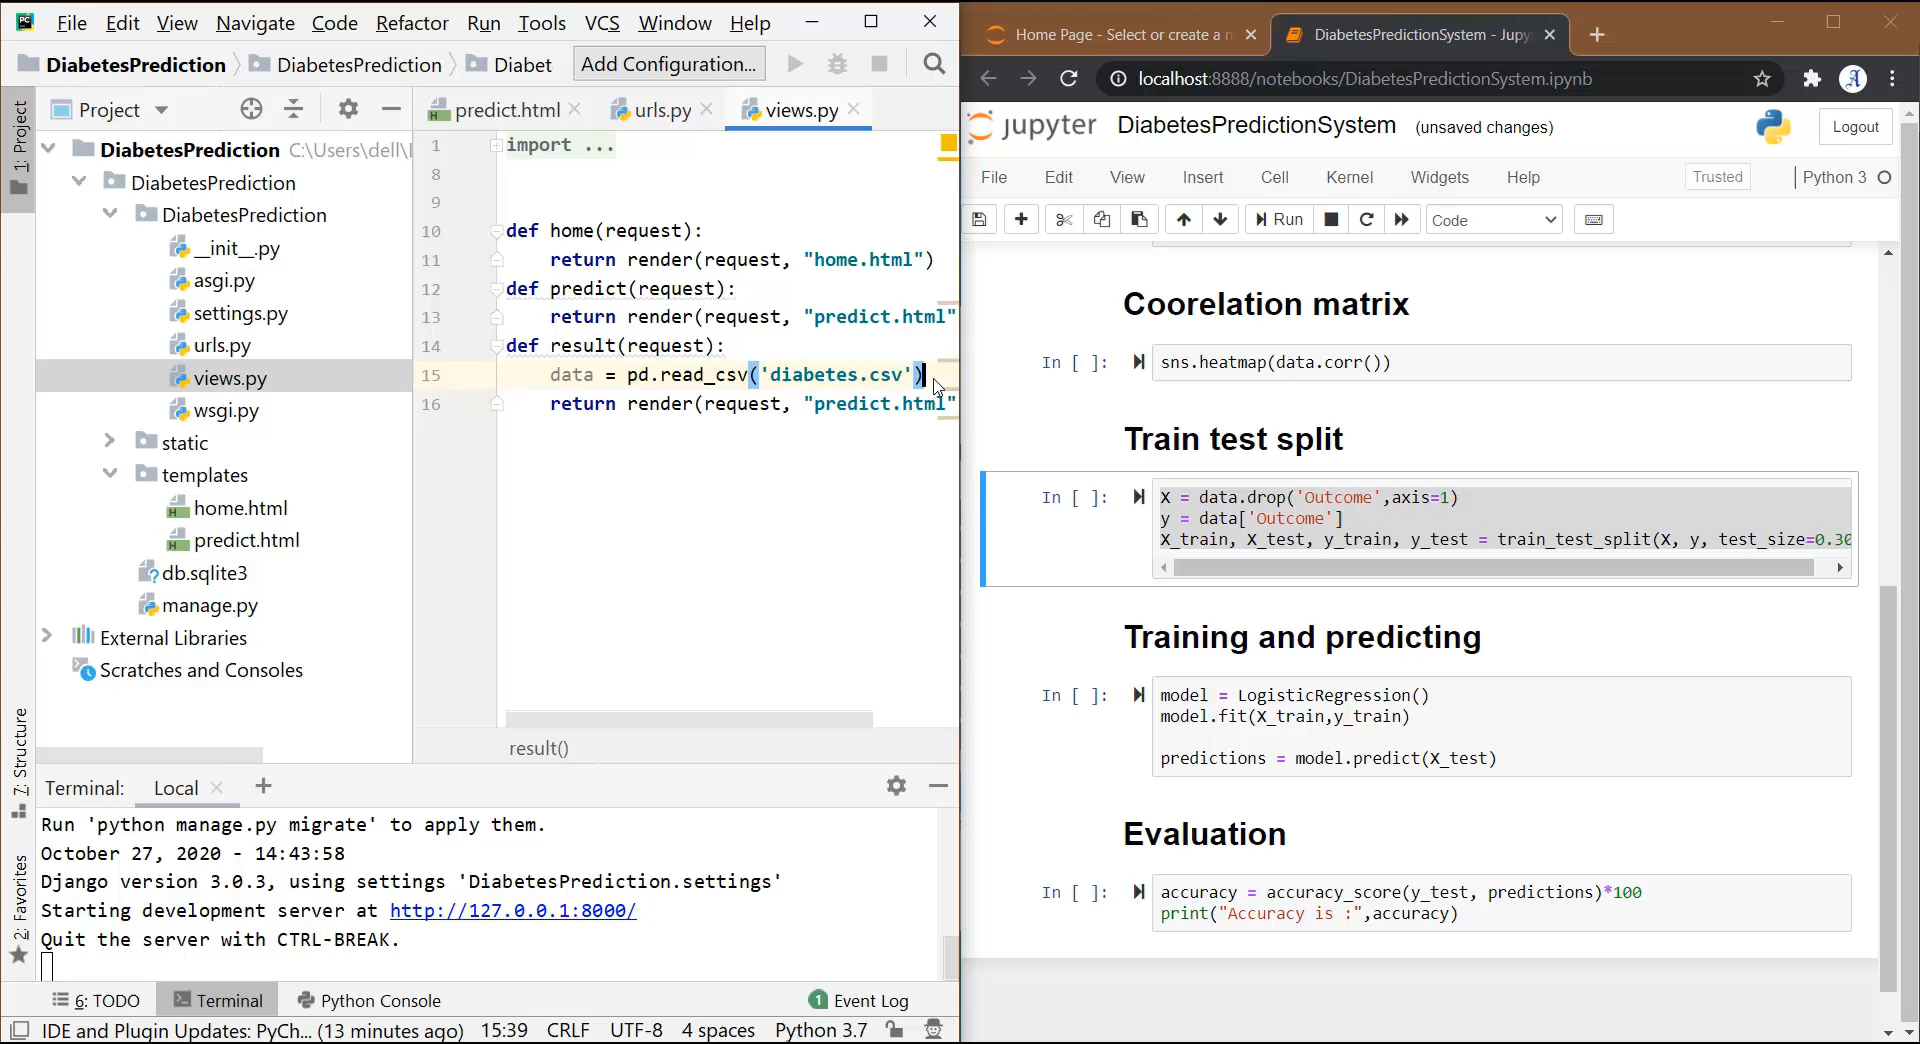 File Edit View Navigate Code Refactor Run Tools VCS Window Help
DiabetesPrediction DiabetesPrediction Diabet Add Configuration...
1: Project
Project
predict.html urls.py views.py
DiabetesPrediction C:\Users\dell\
DiabetesPrediction
DiabetesPrediction
__init__.py
asgi.py
settings.py
urls.py
views.py
wsgi.py
static
templates
home.html
predict.html
db.sqlite3
manage.py
External Libraries
Scratches and Consoles
1 import ...
8
9
10 def home(request):
11 return render(request, "home.html")
12 def predict(request):
13 return render(request, "predict.html"
14 def result(request):
15 data = pd.read_csv('diabetes.csv')
16 return render(request, "predict.html"
result()
7: Structure
2: Favorites
Terminal: Local
Run 'python manage.py migrate' to apply them.
October 27, 2020 - 14:43:58
Django version 3.0.3, using settings 'DiabetesPrediction.settings'
Starting development server at http://127.0.0.1:8000/
Quit the server with CTRL-BREAK.
6: TODO Terminal Python Console 1 Event Log
IDE and Plugin Updates: PyCh... (13 minutes ago) 15:39 CRLF UTF-8 4 spaces Python 3.7
Home Page - Select or create a n DiabetesPredictionSystem - Jupy
localhost:8888/notebooks/DiabetesPredictionSystem.ipynb
jupyter DiabetesPredictionSystem (unsaved changes) Logout
File Edit View Insert Cell Kernel Widgets Help Trusted Python 3
Run Code
Coorelation matrix
In [ ]: sns.heatmap(data.corr())
Train test split
In [ ]: X = data.drop('Outcome',axis=1)
y = data['Outcome']
X_train, X_test, y_train, y_test = train_test_split(X, y, test_size=0.30
Training and predicting
In [ ]: model = LogisticRegression()
model.fit(X_train,y_train)
predictions = model.predict(X_test)
Evaluation
In [ ]: accuracy = accuracy_score(y_test, predictions)*100
print("Accuracy is :",accuracy)